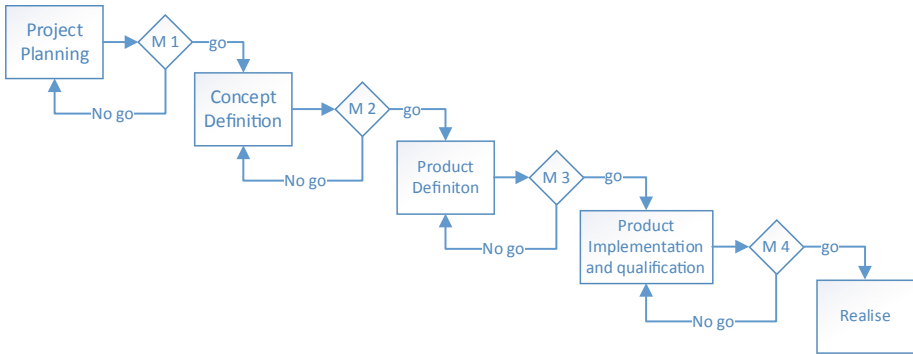 Project
Planning
M 1
go
No go
Concept
Definition
M 2
go
No go
Product
Definiton
M 3
go
No go
Product
Implementation
and qualification
M 4
go
No go
Realise